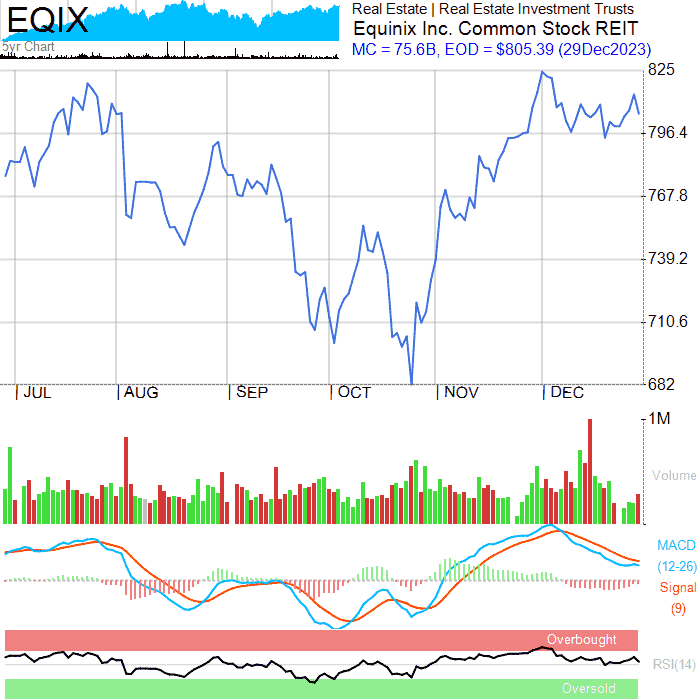 EQIX
5yr Chart
Real Estate | Real Estate Investment Trusts
Equinix Inc. Common Stock REIT
MC = 75.6B, EOD = $805.39 (29Dec2023)
825
796.4
767.8
739.2
710.6
682
JUL AUG SEP OCT NOV DEC
1M
Volume
MACD
(12-26)
Signal
(9)
Overbought
RSI(14)
Oversold